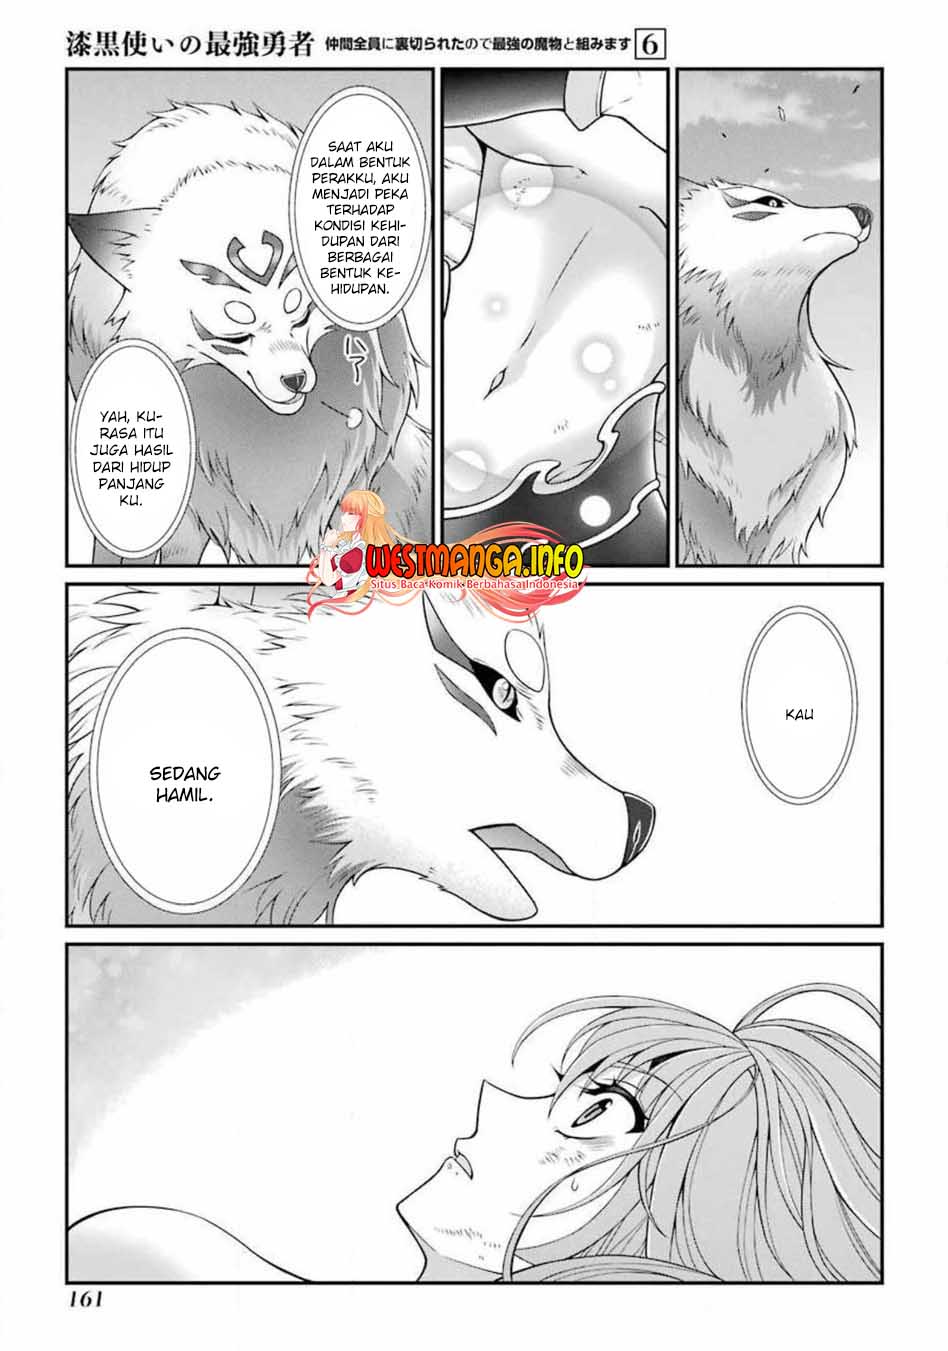 漆黒使いの最強勇者 仲間全員に裏切られたので最強の魔物と組みます 6
SAAT AKU
DALAM BENTUK
PERAKKU, AKU
MENJADI PEKA
TERHADAP
KONDISI KEHI-
DUPAN DARI
BERBAGAI
BENTUK KE-
HIDUPAN.
YAH, KU-
RASA ITU
JUGA HASIL
DARI HIDUP
PANJANG
KU.
WESTMANGA.INFO
SITUS BACA KOMIK BERBAHASA INDONESIA
KAU
SEDANG
HAMIL.
161